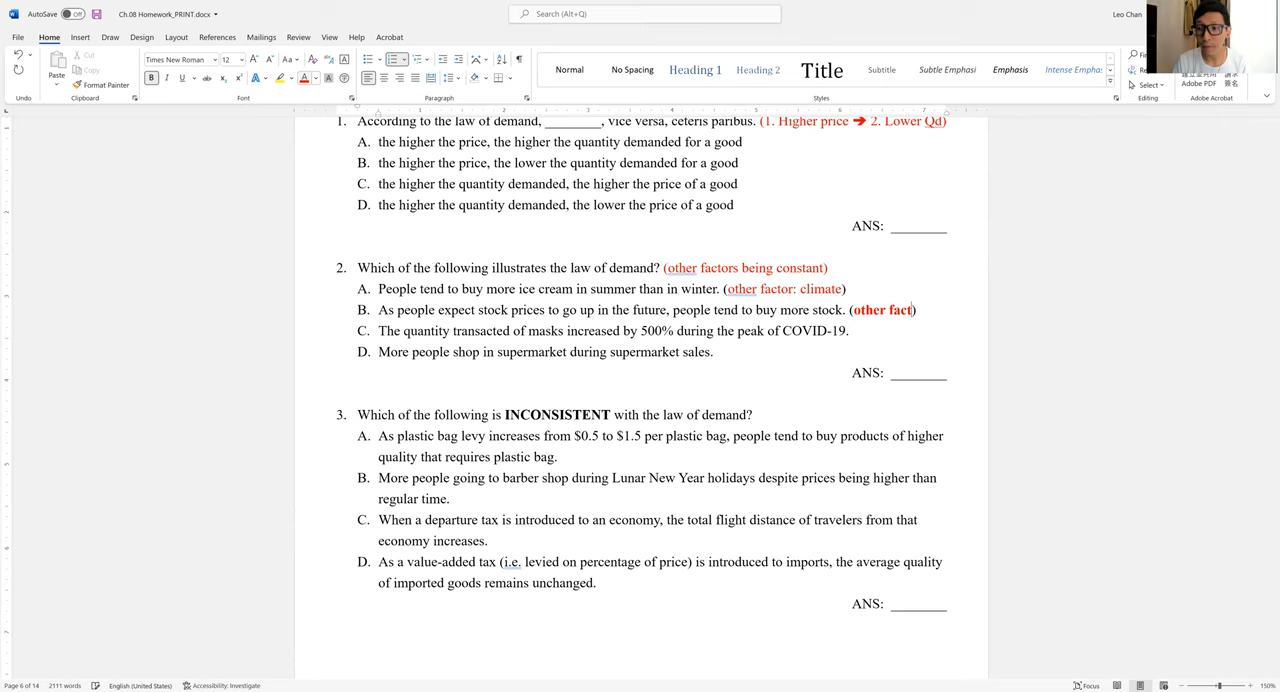 AutoSave Off Ch.08 Homework_PRINT.docx Search (Alt+Q) Leo Chan
File Home Insert Draw Design Layout References Mailings Review View Help Acrobat
Paste Cut Copy Format Painter Times New Roman 12 Normal No Spacing Heading 1 Heading 2 Title Subtitle Subtle Emphasi Emphasis Intense Empha:
Adobe PDF 簽名
Undo Clipboard Font Paragraph Styles Editing Adobe Acrobat
1. According to the law of demand, ________, vice versa, ceteris paribus. (1. Higher price ➔ 2. Lower Qd)
A. the higher the price, the higher the quantity demanded for a good
B. the higher the price, the lower the quantity demanded for a good
C. the higher the quantity demanded, the higher the price of a good
D. the higher the quantity demanded, the lower the price of a good
ANS: ________
2. Which of the following illustrates the law of demand? (other factors being constant)
A. People tend to buy more ice cream in summer than in winter. (other factor: climate)
B. As people expect stock prices to go up in the future, people tend to buy more stock. (other fact)
C. The quantity transacted of masks increased by 500% during the peak of COVID-19.
D. More people shop in supermarket during supermarket sales.
ANS: ________
3. Which of the following is INCONSISTENT with the law of demand?
A. As plastic bag levy increases from $0.5 to $1.5 per plastic bag, people tend to buy products of higher
quality that requires plastic bag.
B. More people going to barber shop during Lunar New Year holidays despite prices being higher than
regular time.
C. When a departure tax is introduced to an economy, the total flight distance of travelers from that
economy increases.
D. As a value-added tax (i.e. levied on percentage of price) is introduced to imports, the average quality
of imported goods remains unchanged.
ANS: ________
Page 6 of 14 2111 words English (United States) Accessibility: Investigate Focus 150%